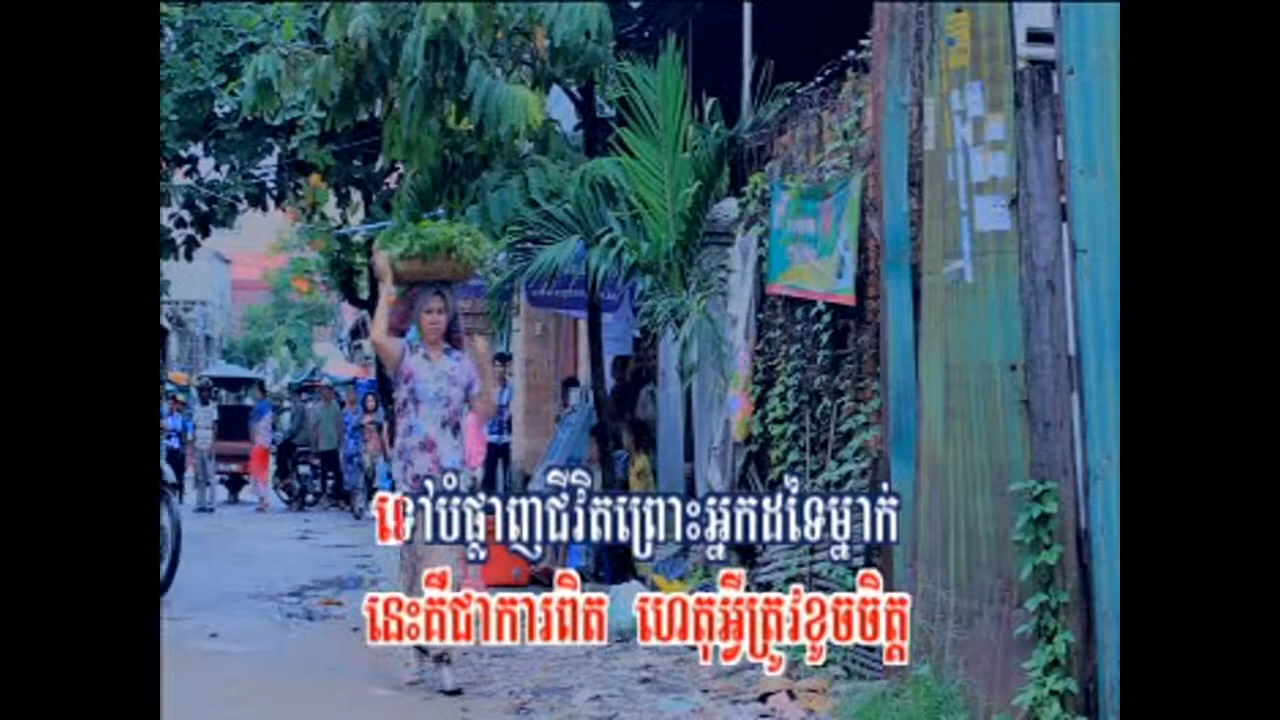 ទៅបំផ្លាញជីវិតព្រោះអ្នកដទៃម្នាក់
នេះគឺជាការពិត ហេតុអ្វីត្រូវខូចចិត្ត